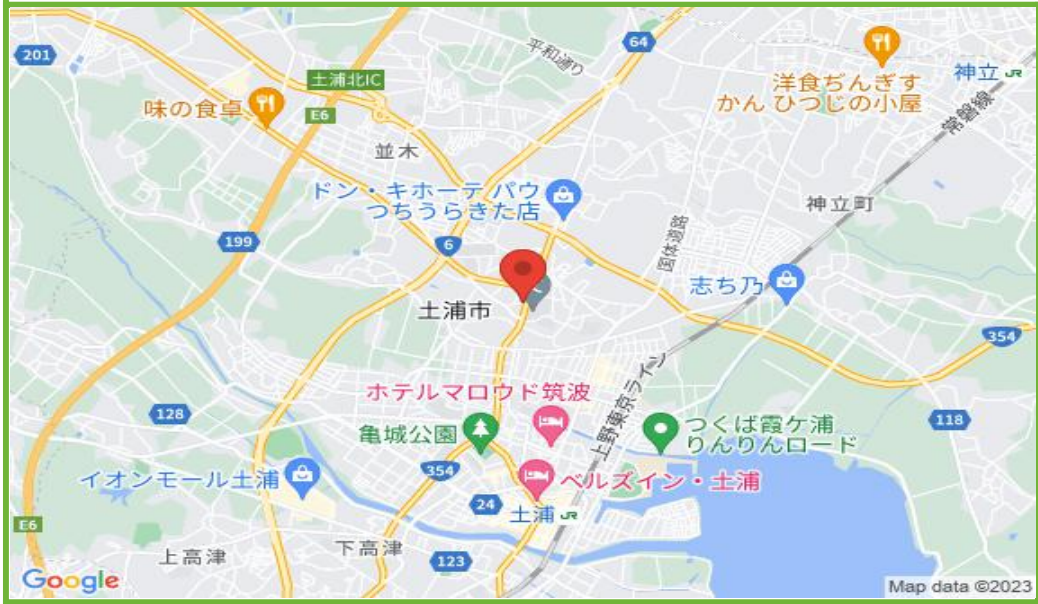 201
平和通り
64
土浦北IC
E6
味の食卓
洋食ぢんぎす
かん ひつじの小屋
神立 JR
常磐線
並木
ドン・キホーテ パウ
つちうらきた店
神立町
国体道路
199
6
志ち乃
土浦市
354
上野東京ライン
ホテルマロウド筑波
128
亀城公園
つくば霞ケ浦
りんりんロード
118
イオンモール土浦
354
ベルズイン・土浦
24
土浦 JR
E6
上高津
下高津
123
Google
Map data ©2023